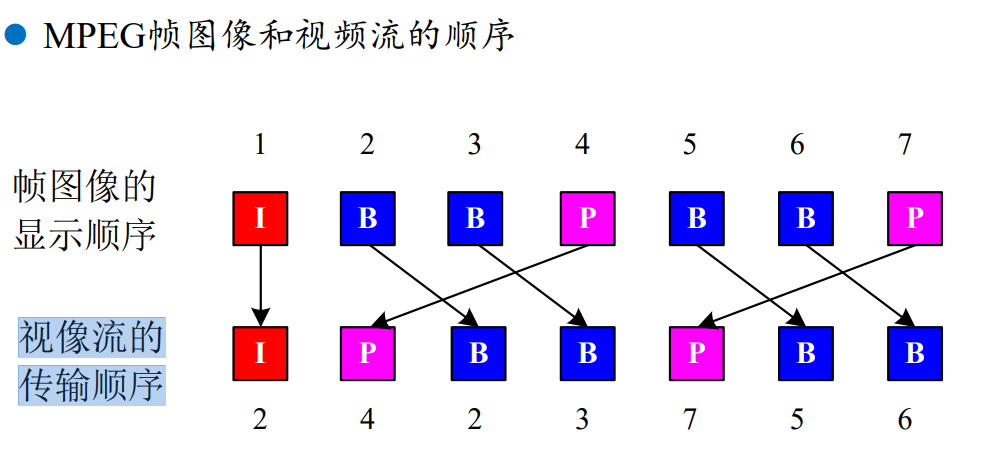 MPEG帧图像和视频流的顺序
1 2 3 4 5 6 7
帧图像的
显示顺序
I B B P B B P
视像流的
传输顺序
I P B B P B B
2 4 2 3 7 5 6